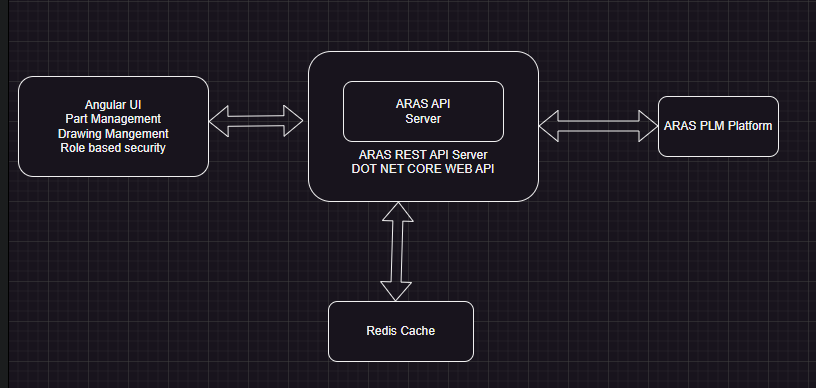 Angular UI
Part Management
Drawing Mangement
Role based security
ARAS API
Server
ARAS REST API Server
DOT NET CORE WEB API
ARAS PLM Platform
Redis Cache